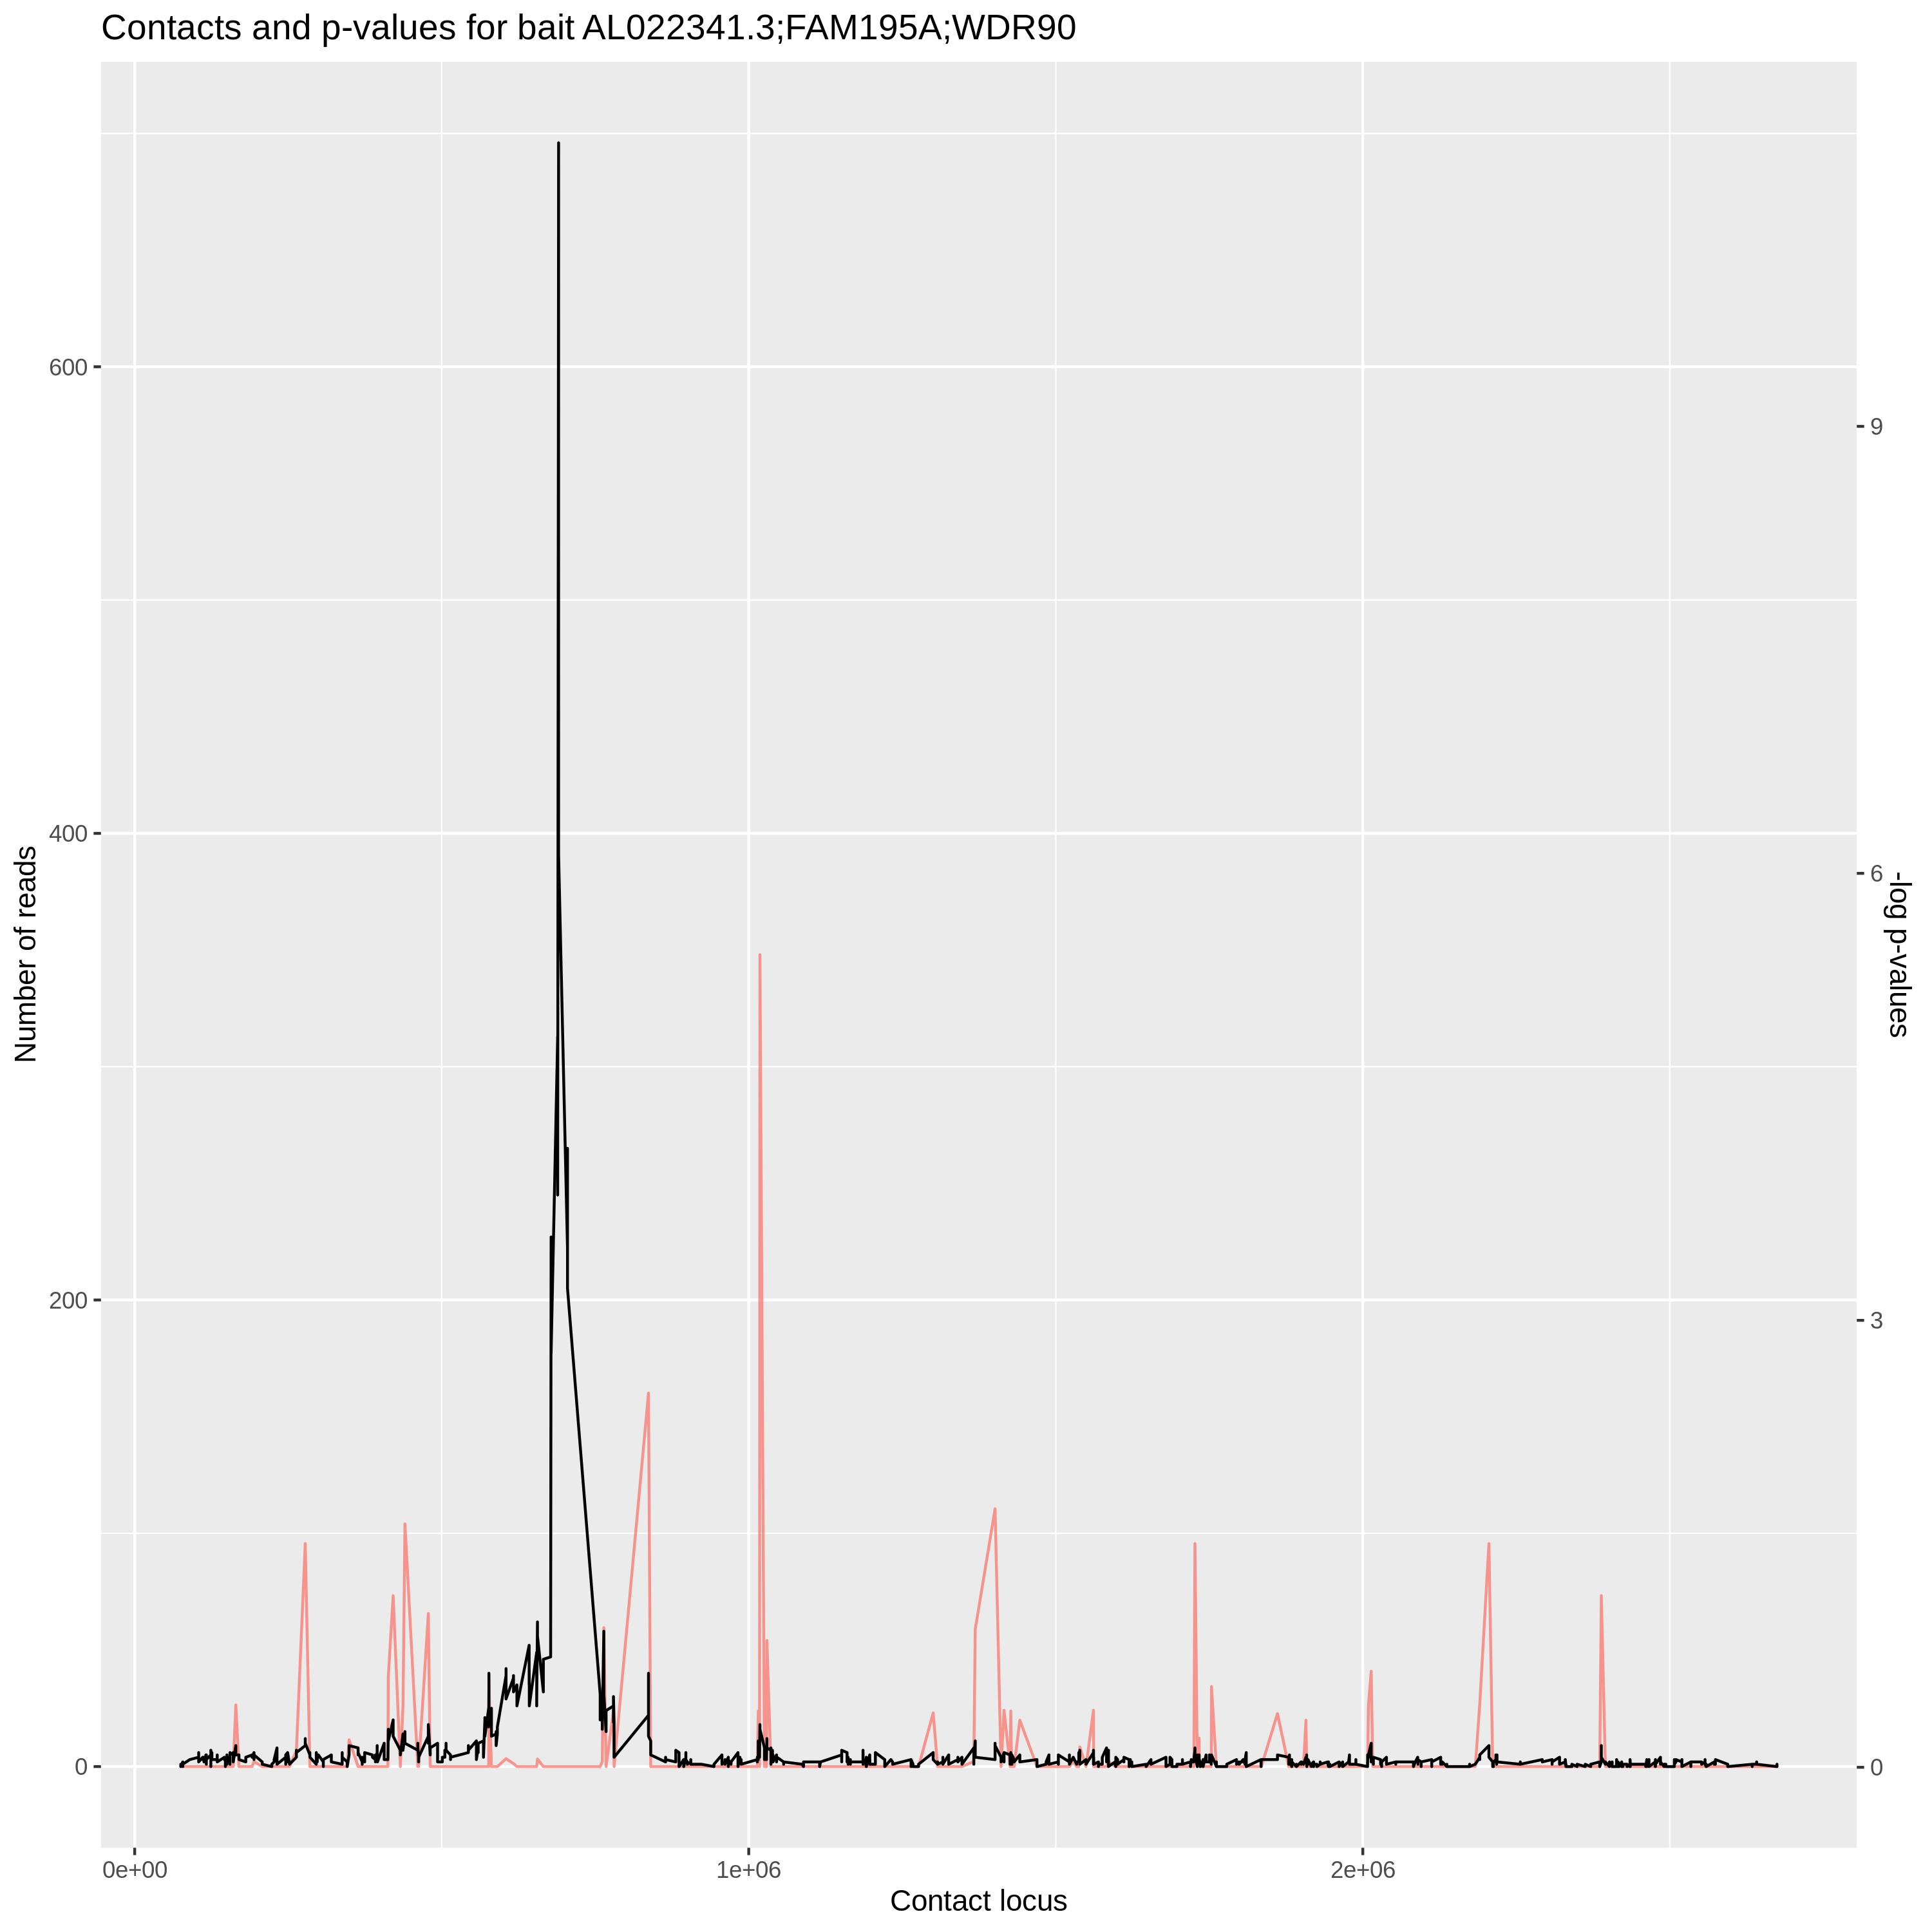 Contacts and p-values for bait AL022341.3;FAM195A;WDR90
600
400
200
0
Number of reads
9
6
3
0
-log p-values
0e+00
1e+06
2e+06
Contact locus